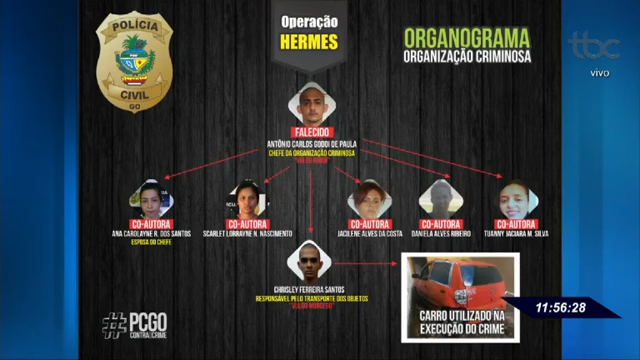 POLÍCIA
CIVIL
GO
Operação
HERMES
ORGANOGRAMA
ORGANIZAÇÃO CRIMINOSA
tbc
vivo
FALECIDO
ANTÔNIO CARLOS GODOI DE PAULA
CHEFE DA ORGANIZAÇÃO CRIMINOSA
CO-AUTORA
ANA CAROLAYNE R. DOS SANTOS
ESPOSA DO CHEFE
CO-AUTORA
SCARLET LORRAYNE N. NASCIMENTO
CO-AUTORA
JACILENE ALVES DA COSTA
CO-AUTORA
DANIELA ALVES RIBEIRO
CO-AUTORA
TUANNY JACIARA M. SILVA
CHRISLEY FERREIRA SANTOS
RESPONSÁVEL PELO TRANSPORTE DOS OBJETOS
CARRO UTILIZADO NA
EXECUÇÃO DO CRIME
#PCGO
CONTRA CRIME
11:56:28